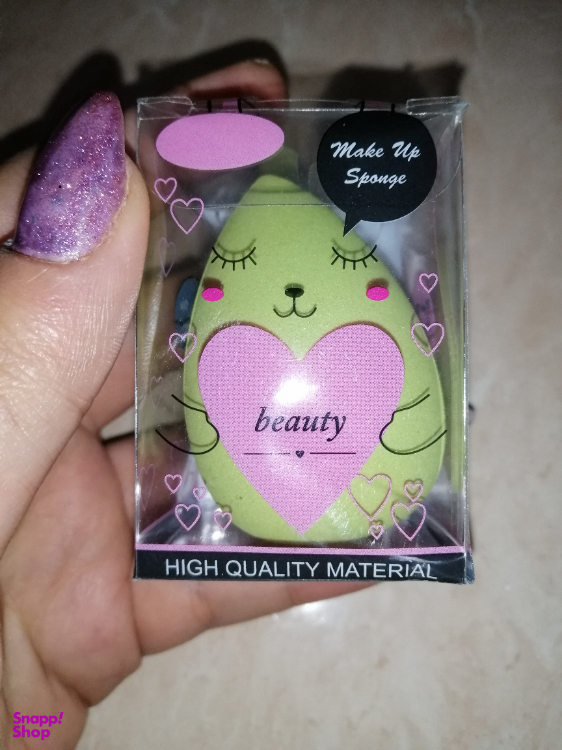 Make Up
Sponge
beauty
HIGH QUALITY MATERIAL
Snapp!
Shop